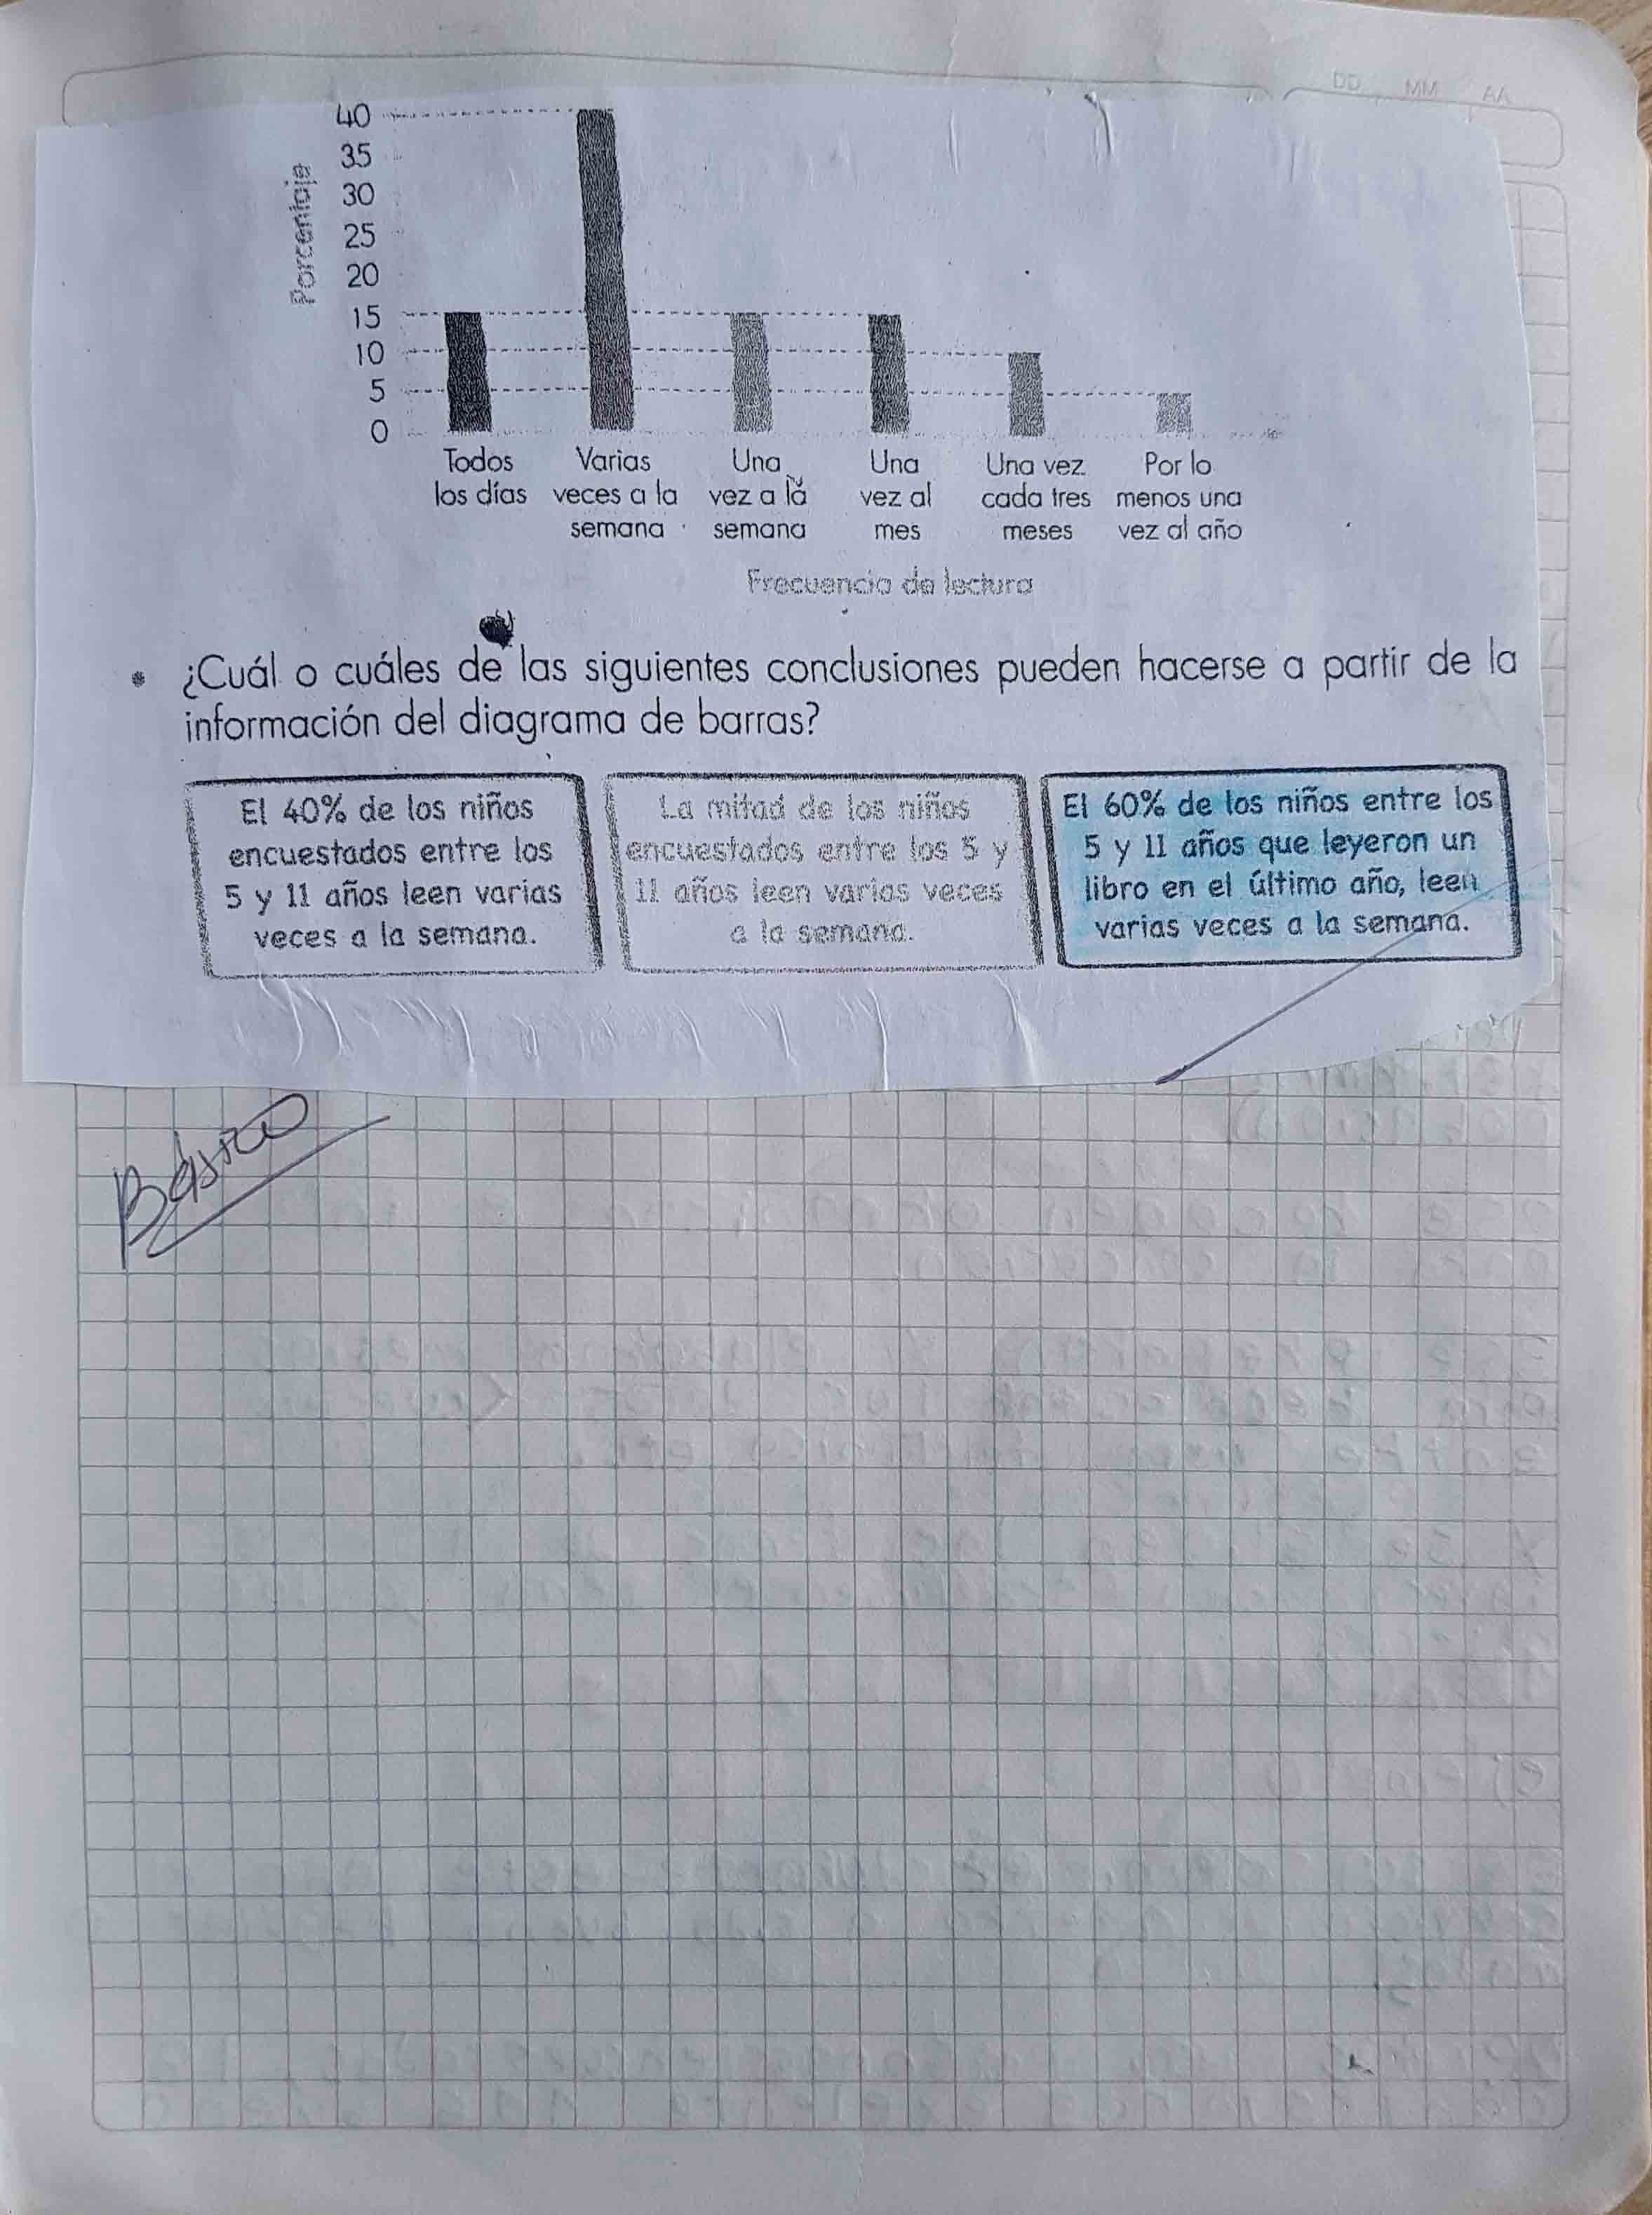 DD MM AA
40
35
30
25
20
15
10
5
0
Porcentaje
Todos los días
Varias veces a la semana
Una vez a la semana
Una vez al mes
Una vez cada tres meses
Por lo menos una vez al año
Frecuencia de lectura
¿Cuál o cuáles de las siguientes conclusiones pueden hacerse a partir de la
información del diagrama de barras?
El 40% de los niños
encuestados entre los
5 y 11 años leen varias
veces a la semana.
La mitad de los niños
encuestados entre los 5 y
11 años leen varias veces
a la semana.
El 60% de los niños entre los
5 y 11 años que leyeron un
libro en el último año, leen
varias veces a la semana.
Básico